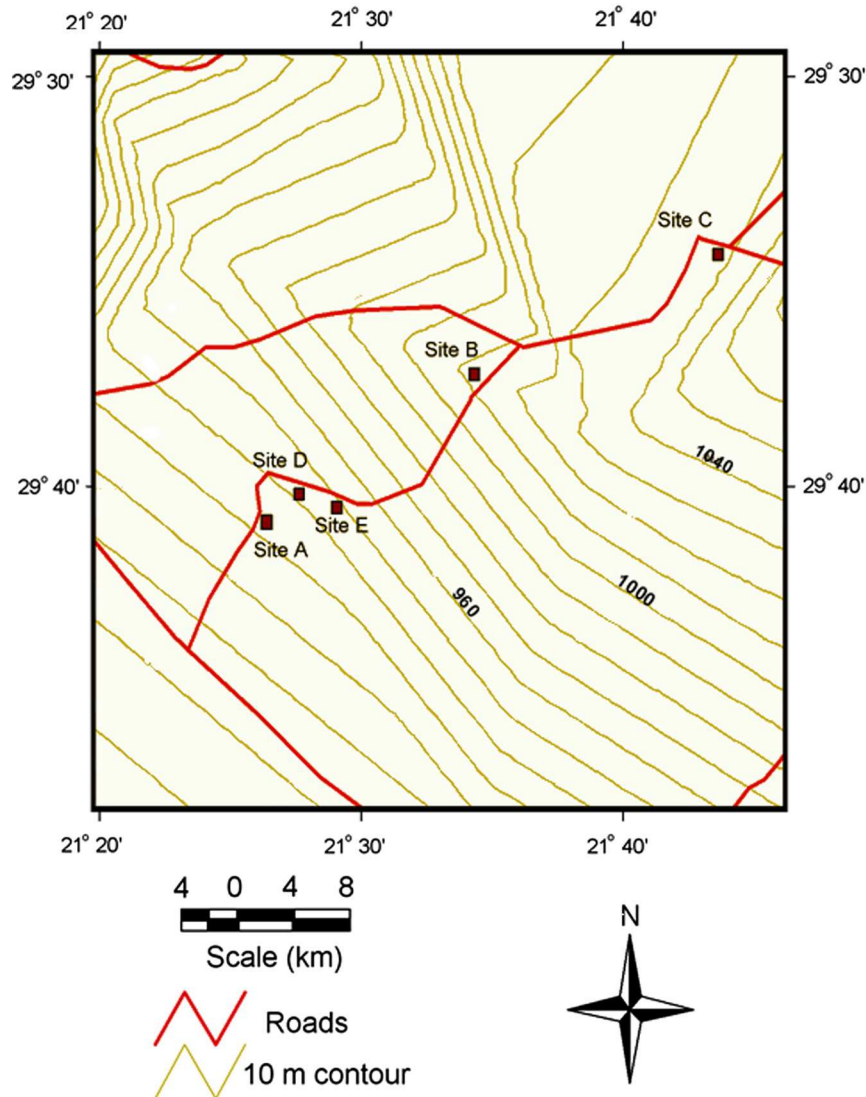 21° 20' 21° 30' 21° 40'
29° 30' 29° 30'
Site C
Site B
1040
Site D
29° 40' 29° 40'
Site E
Site A
960 1000
21° 20' 21° 30' 21° 40'
4 0 4 8
Scale (km)
N
Roads
10 m contour